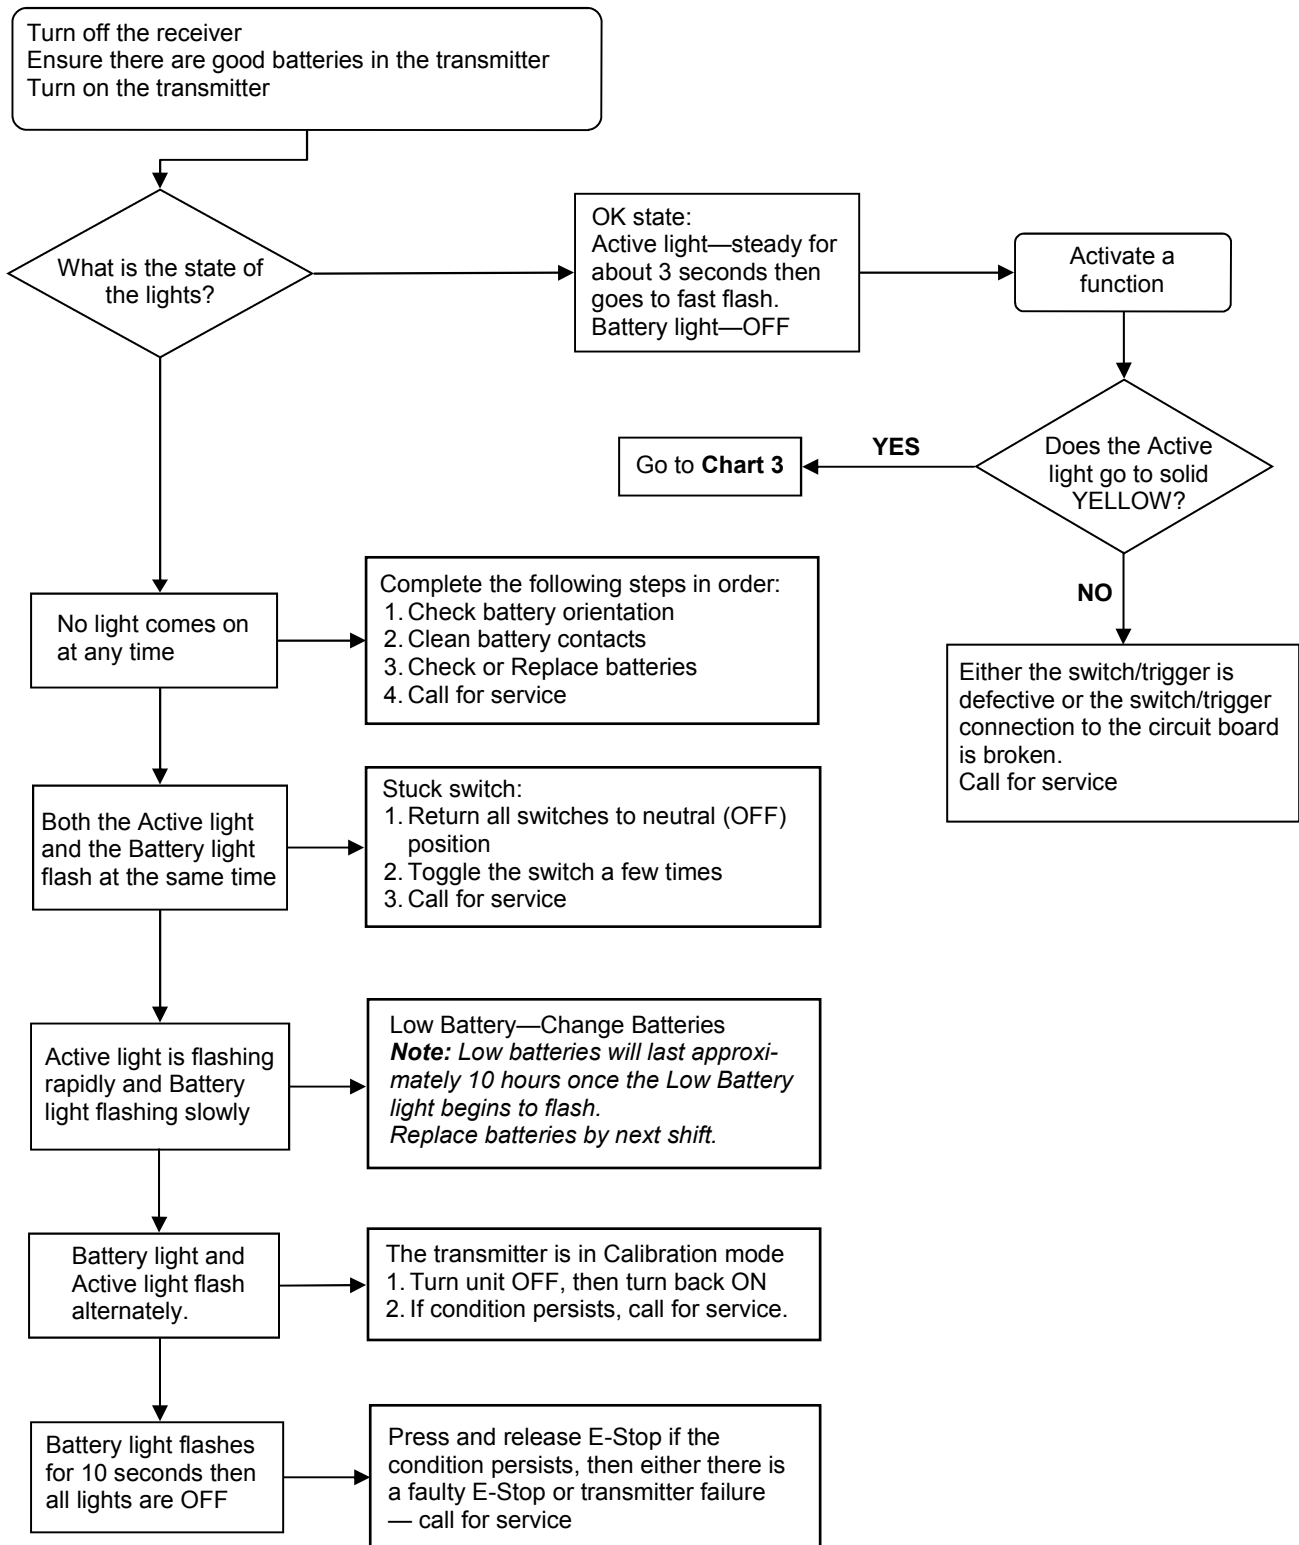 Turn off the receiver
Ensure there are good batteries in the transmitter
Turn on the transmitter
What is the state of
the lights?
OK state:
Active light—steady for
about 3 seconds then
goes to fast flash.
Battery light—OFF
Activate a
function
Does the Active
light go to solid
YELLOW?
YES
Go to Chart 3
NO
Either the switch/trigger is
defective or the switch/trigger
connection to the circuit board
is broken.
Call for service
No light comes on
at any time
Complete the following steps in order:
1. Check battery orientation
2. Clean battery contacts
3. Check or Replace batteries
4. Call for service
Both the Active light
and the Battery light
flash at the same time
Stuck switch:
1. Return all switches to neutral (OFF)
position
2. Toggle the switch a few times
3. Call for service
Active light is flashing
rapidly and Battery
light flashing slowly
Low Battery—Change Batteries
Note: Low batteries will last approxi-
mately 10 hours once the Low Battery
light begins to flash.
Replace batteries by next shift.
Battery light and
Active light flash
alternately.
The transmitter is in Calibration mode
1. Turn unit OFF, then turn back ON
2. If condition persists, call for service.
Battery light flashes
for 10 seconds then
all lights are OFF
Press and release E-Stop if the
condition persists, then either there is
a faulty E-Stop or transmitter failure
— call for service